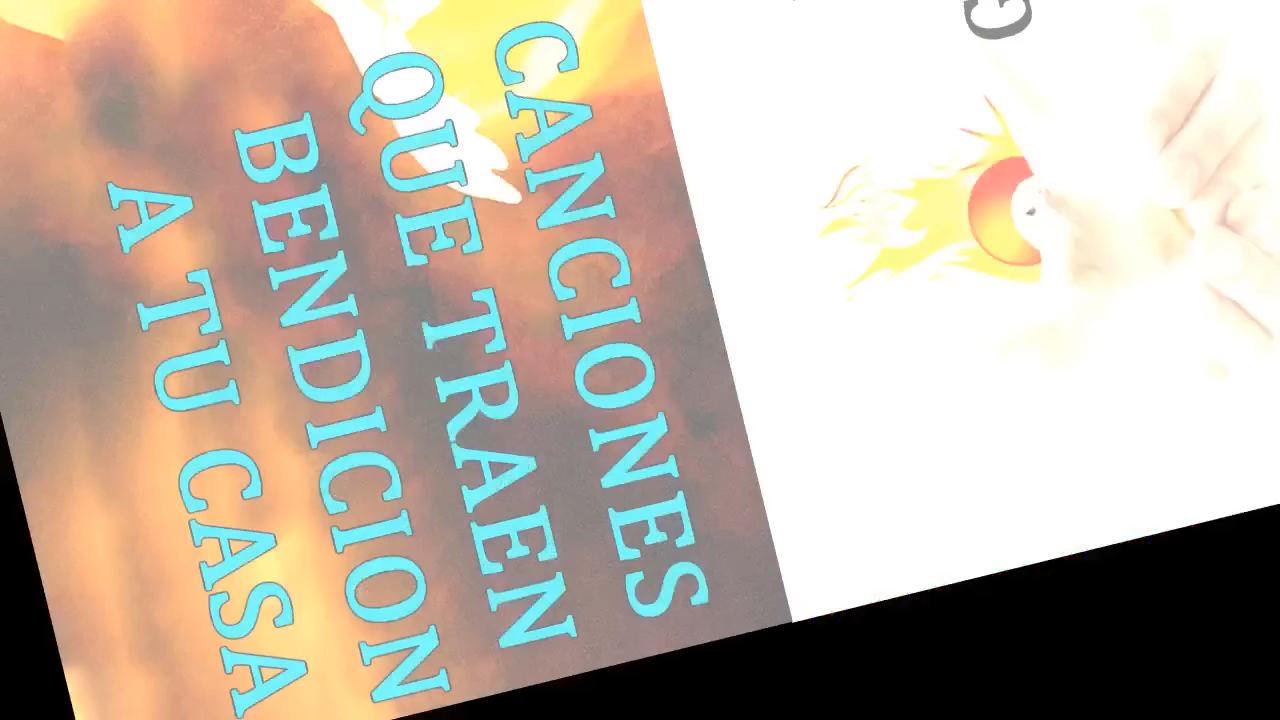 CANCIONES
QUE TRAEN
BENDICION
A TU CASA
G